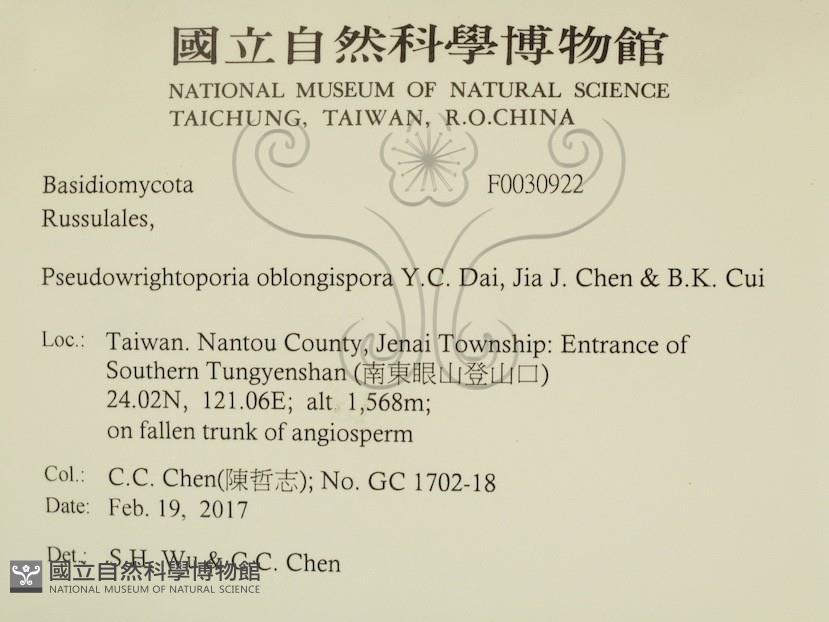 國立自然科學博物館
NATIONAL MUSEUM OF NATURAL SCIENCE
TAICHUNG, TAIWAN, R.O.CHINA
Basidiomycota F0030922
Russulales,
Pseudowrightoporia oblongispora Y.C. Dai, Jia J. Chen & B.K. Cui
Loc.: Taiwan. Nantou County, Jenai Township: Entrance of
Southern Tungyenshan (南東眼山登山口)
24.02N, 121.06E; alt. 1,568m;
on fallen trunk of angiosperm
Col.: C.C. Chen(陳哲志); No. GC 1702-18
Date: Feb. 19, 2017
Det.: S.H. Wu & C.C. Chen
國立自然科學博物館
NATIONAL MUSEUM OF NATURAL SCIENCE